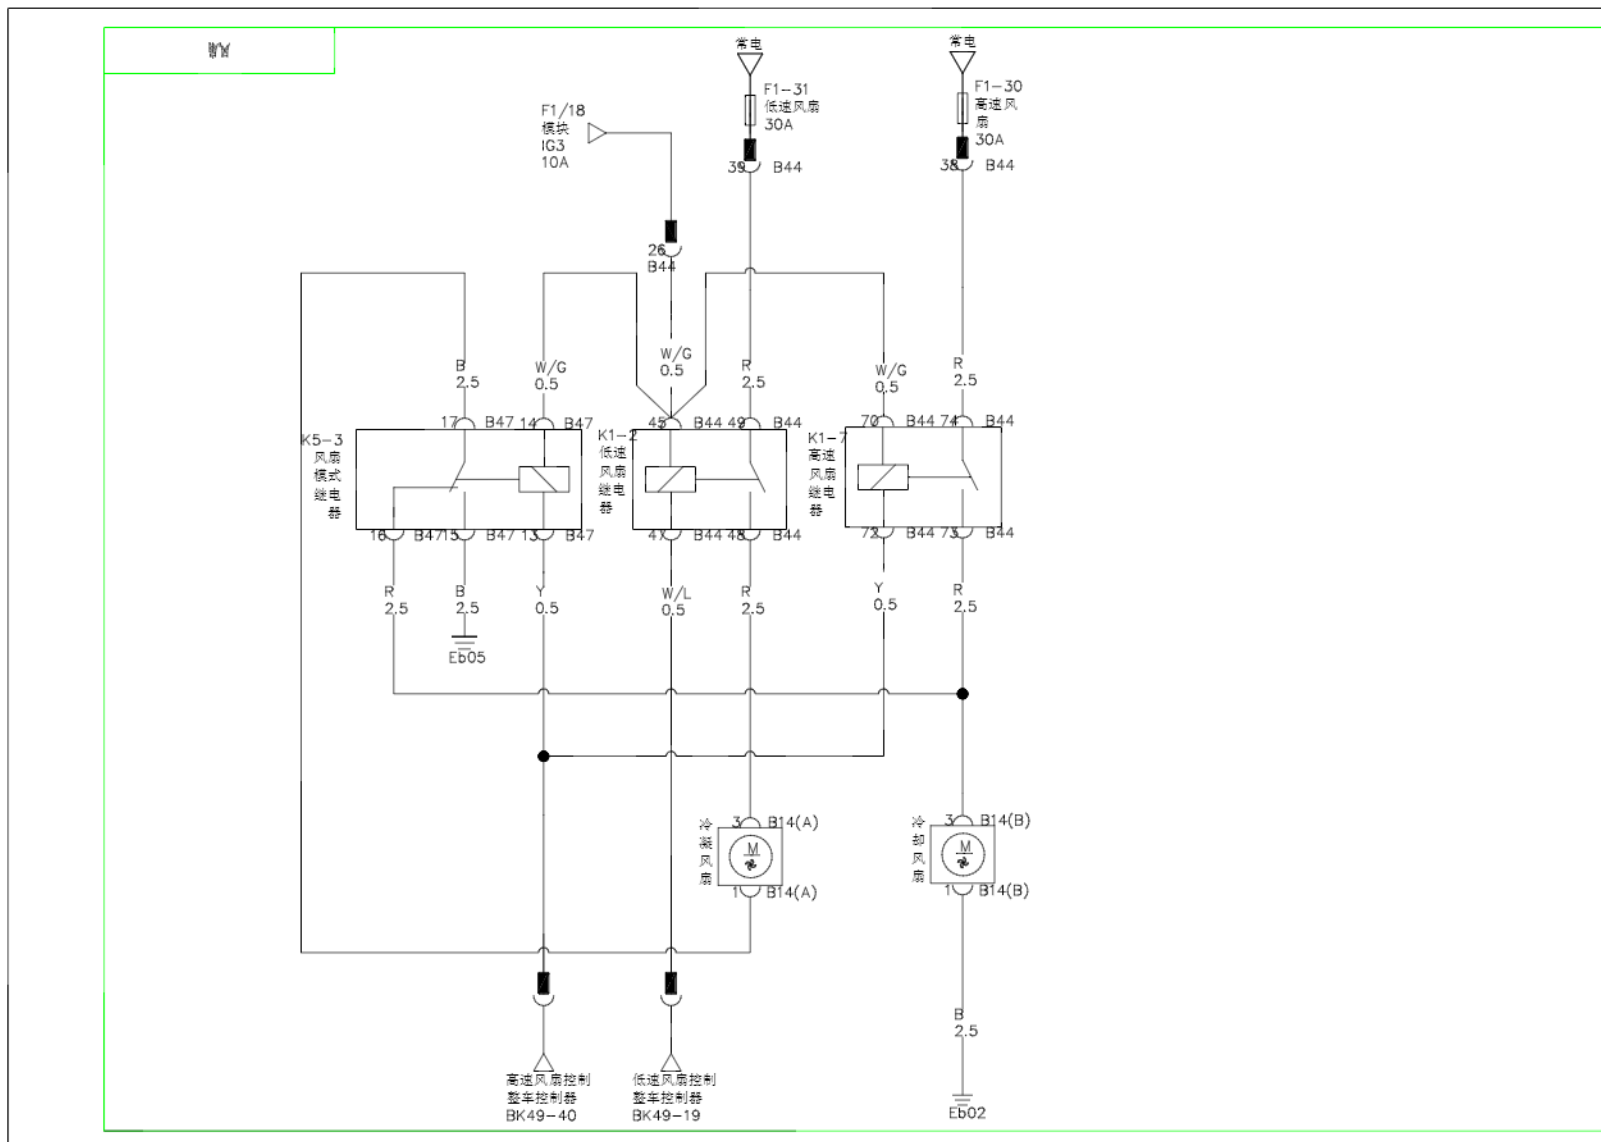 风扇
常电
常电
F1-31
低速风扇
30A
F1-30
高速风
扇
30A
F1/18
模块
IG3
10A
39 B44
38 B44
26
B44
B
2.5
W/G
0.5
W/G
0.5
R
2.5
W/G
0.5
R
2.5
17 B47 14 B47
45 B44 49 B44
70 B44 74 B44
K5-3
风扇
模式
继电
器
K1-2
低速
风扇
继电
器
K1-7
高速
风扇
继电
器
16 B47 15 B47 13 B47
47 B44 48 B44
72 B44 73 B44
R
2.5
B
2.5
Y
0.5
W/L
0.5
R
2.5
Y
0.5
R
2.5
Eb05
3 B14(A)
冷
凝
风
扇
M
1 B14(A)
3 B14(B)
冷
却
风
扇
M
1 B14(B)
B
2.5
Eb02
高速风扇控制
整车控制器
BK49-40
低速风扇控制
整车控制器
BK49-19